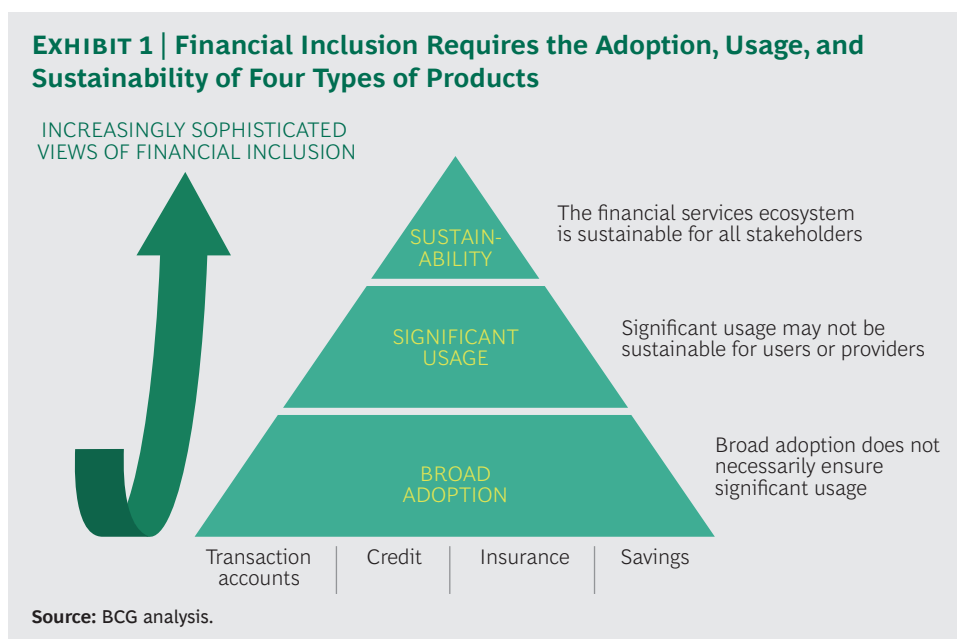 EXHIBIT 1 | Financial Inclusion Requires the Adoption, Usage, and
Sustainability of Four Types of Products
INCREASINGLY SOPHISTICATED
VIEWS OF FINANCIAL INCLUSION
SUSTAIN-
ABILITY
The financial services ecosystem
is sustainable for all stakeholders
SIGNIFICANT
USAGE
Significant usage may not be
sustainable for users or providers
BROAD
ADOPTION
Broad adoption does not
necessarily ensure
significant usage
Transaction
accounts
Credit
Insurance
Savings
Source: BCG analysis.